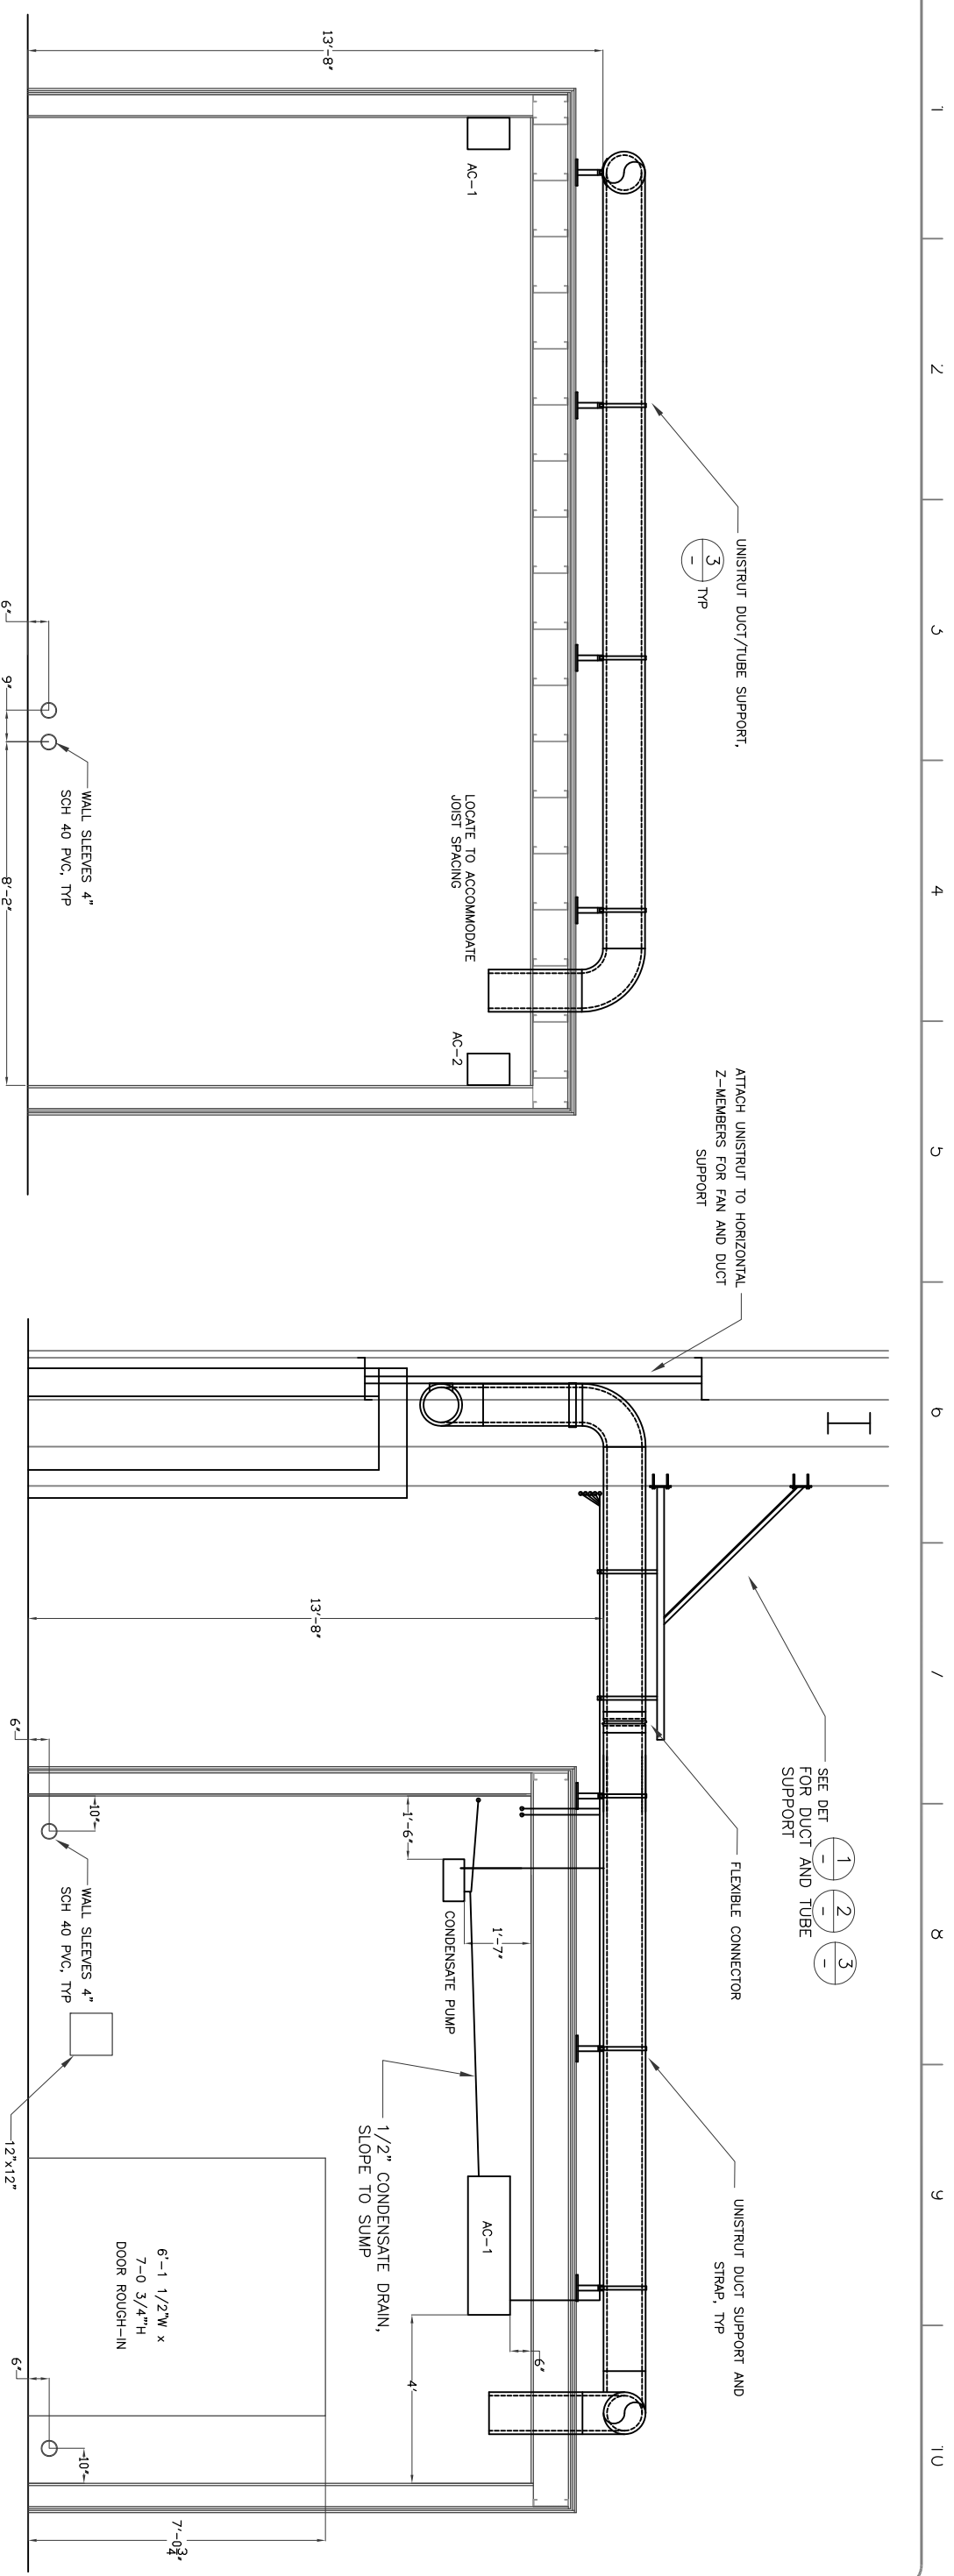 1
2
3
4
5
6
7
8
9
10
13'-8"
AC-1
UNISTRUT DUCT/TUBE SUPPORT,
3
-
TYP
LOCATE TO ACCOMMODATE
JOIST SPACING
AC-2
WALL SLEEVES 4"
SCH 40 PVC, TYP
6"
9"
8'-2"
ATTACH UNISTRUT TO HORIZONTAL
Z-MEMBERS FOR FAN AND DUCT
SUPPORT
SEE DET
1
-
2
-
3
-
FOR DUCT AND TUBE
SUPPORT
FLEXIBLE CONNECTOR
UNISTRUT DUCT SUPPORT AND
STRAP, TYP
13'-8"
1'-6"
1'-7"
CONDENSATE PUMP
1/2" CONDENSATE DRAIN,
SLOPE TO SUMP
AC-1
6"
4'
10"
6"
WALL SLEEVES 4"
SCH 40 PVC, TYP
12"x12"
6'-1 1/2"W x
7-0 3/4"'H
DOOR ROUGH-IN
6"
10"
7'-0 3/4"